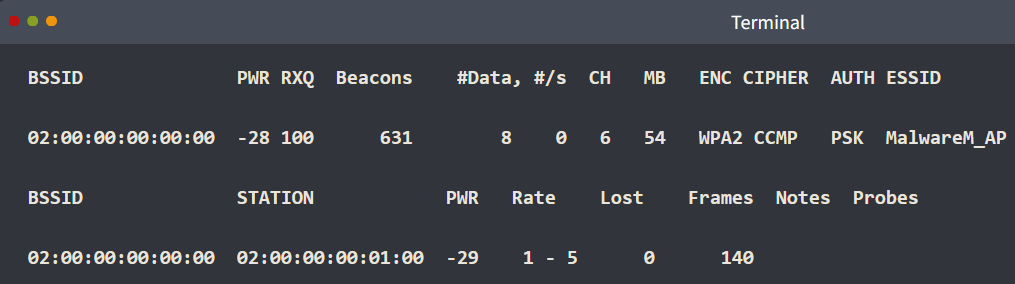 Terminal
BSSID PWR RXQ Beacons #Data, #/s CH MB ENC CIPHER AUTH ESSID
02:00:00:00:00:00 -28 100 631 8 0 6 54 WPA2 CCMP PSK MalwareM_AP
BSSID STATION PWR Rate Lost Frames Notes Probes
02:00:00:00:00:00 02:00:00:00:01:00 -29 1 - 5 0 140